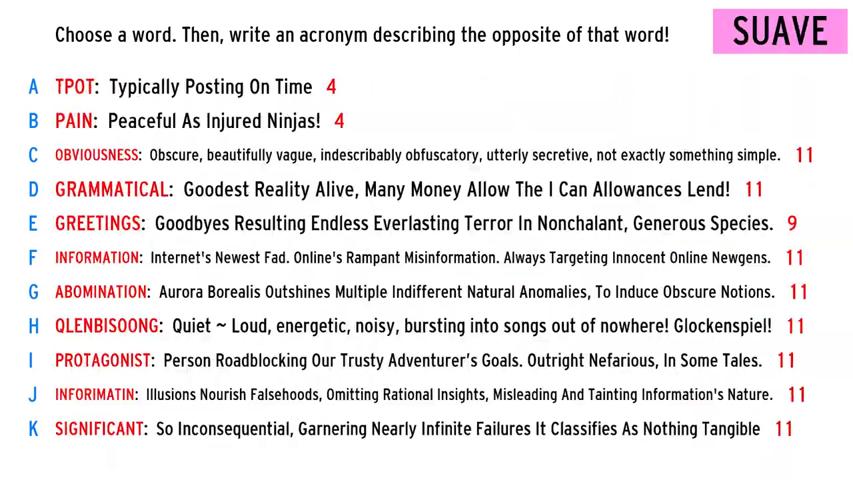 Choose a word. Then, write an acronym describing the opposite of that word!
SUAVE
A TPOT: Typically Posting On Time 4
B PAIN: Peaceful As Injured Ninjas! 4
C OBVIOUSNESS: Obscure, beautifully vague, indescribably obfuscatory, utterly secretive, not exactly something simple. 11
D GRAMMATICAL: Goodest Reality Alive, Many Money Allow The I Can Allowances Lend! 11
E GREETINGS: Goodbyes Resulting Endless Everlasting Terror In Nonchalant, Generous Species. 9
F INFORMATION: Internet's Newest Fad. Online's Rampant Misinformation. Always Targeting Innocent Online Newgens. 11
G ABOMINATION: Aurora Borealis Outshines Multiple Indifferent Natural Anomalies, To Induce Obscure Notions. 11
H QLENBISOONG: Quiet ~ Loud, energetic, noisy, bursting into songs out of nowhere! Glockenspiel! 11
I PROTAGONIST: Person Roadblocking Our Trusty Adventurer's Goals. Outright Nefarious, In Some Tales. 11
J INFORIMATIN: Illusions Nourish Falsehoods, Omitting Rational Insights, Misleading And Tainting Information's Nature. 11
K SIGNIFICANT: So Inconsequential, Garnering Nearly Infinite Failures It Classifies As Nothing Tangible 11